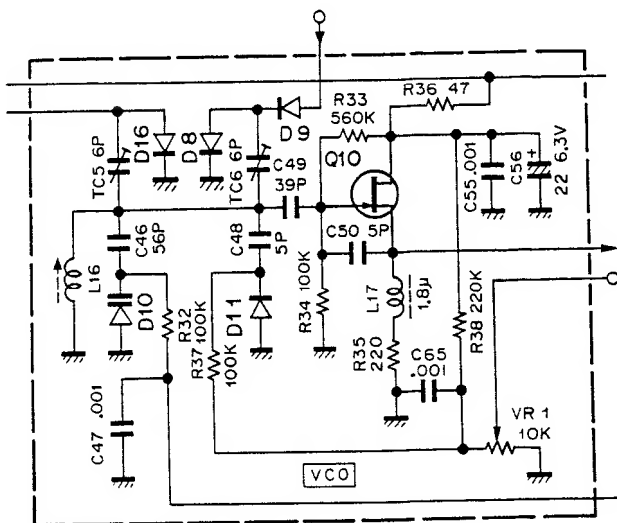 R36 47
R33
560K
D9
Q10
D16
D8
TC5 6P
TC6 6P
C49
39P
C55 .001
C56
+
22 6.3V
C46
56P
C48
5P
C50 5P
L16
D10
R32
100K
R37
100K
D11
R34 100K
L17
1.8μ
R38 220K
R35
220
C65
.001
C47 .001
VR 1
10K
VCO